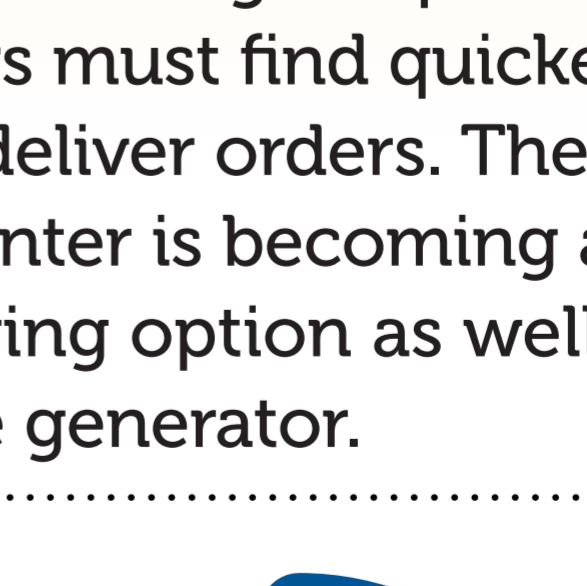 s must find quicke
deliver orders. The
nter is becoming a
ing option as well
generator.